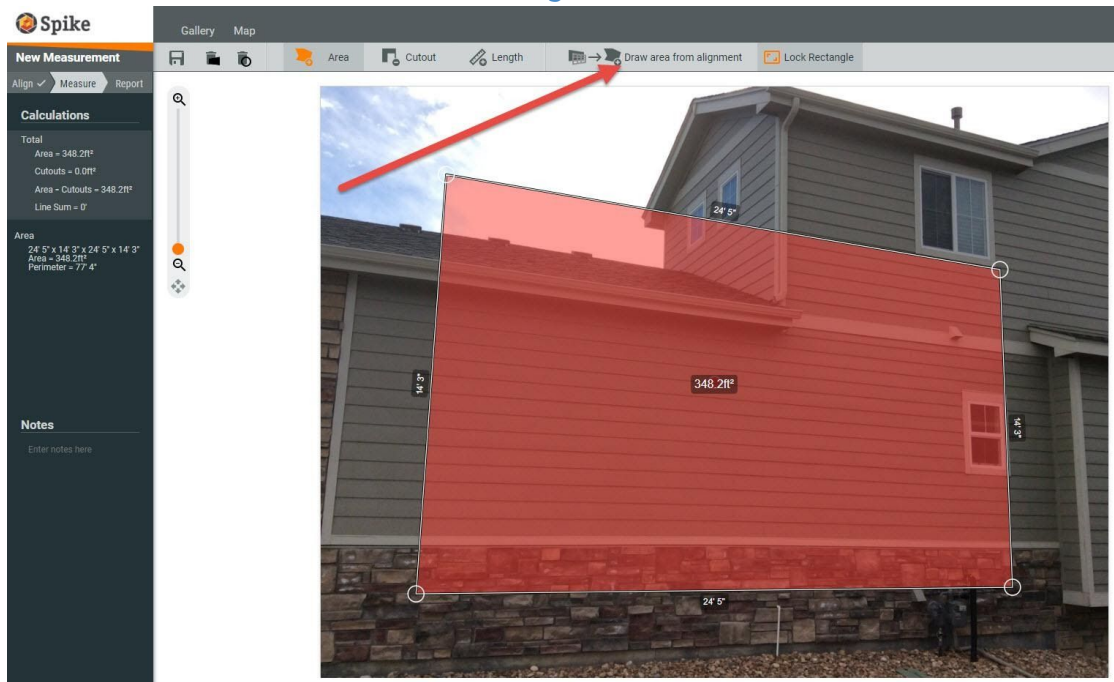 Spike
Gallery Map
New Measurement
Area Cutout Length Draw area from alignment Lock Rectangle
Align Measure Report
Calculations
Total
Area = 348.2ft²
Cutouts = 0.0ft²
Area - Cutouts = 348.2ft²
Line Sum = 0'
Area
24' 5" x 14' 3" x 24' 5" x 14' 3"
Area = 348.2ft²
Perimeter = 77' 4"
Notes
Enter notes here
24' 5"
14' 3"
348.2ft²
14' 3"
24' 5"